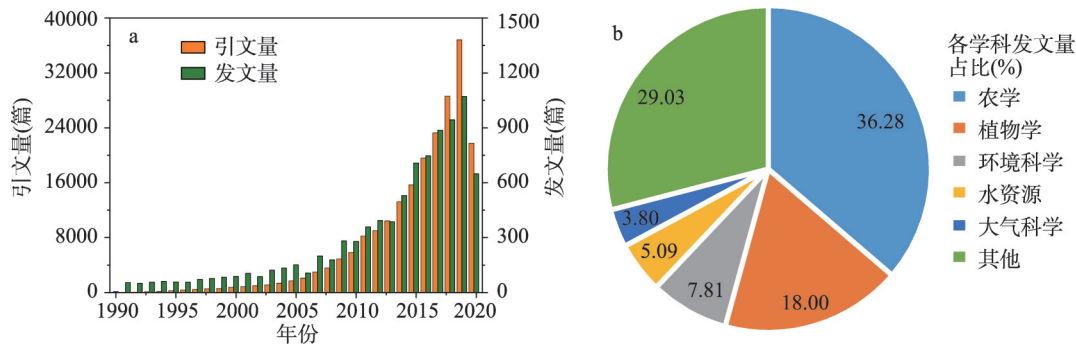 a
引文量
发文量
40000
32000
24000
16000
8000
0
引文量(篇)
1500
1200
900
600
300
0
发文量(篇)
1990
1995
2000
2005
2010
2015
2020
年份
b
36.28
18.00
7.81
5.09
3.80
29.03
各学科发文量
占比(%)
农学
植物学
环境科学
水资源
大气科学
其他